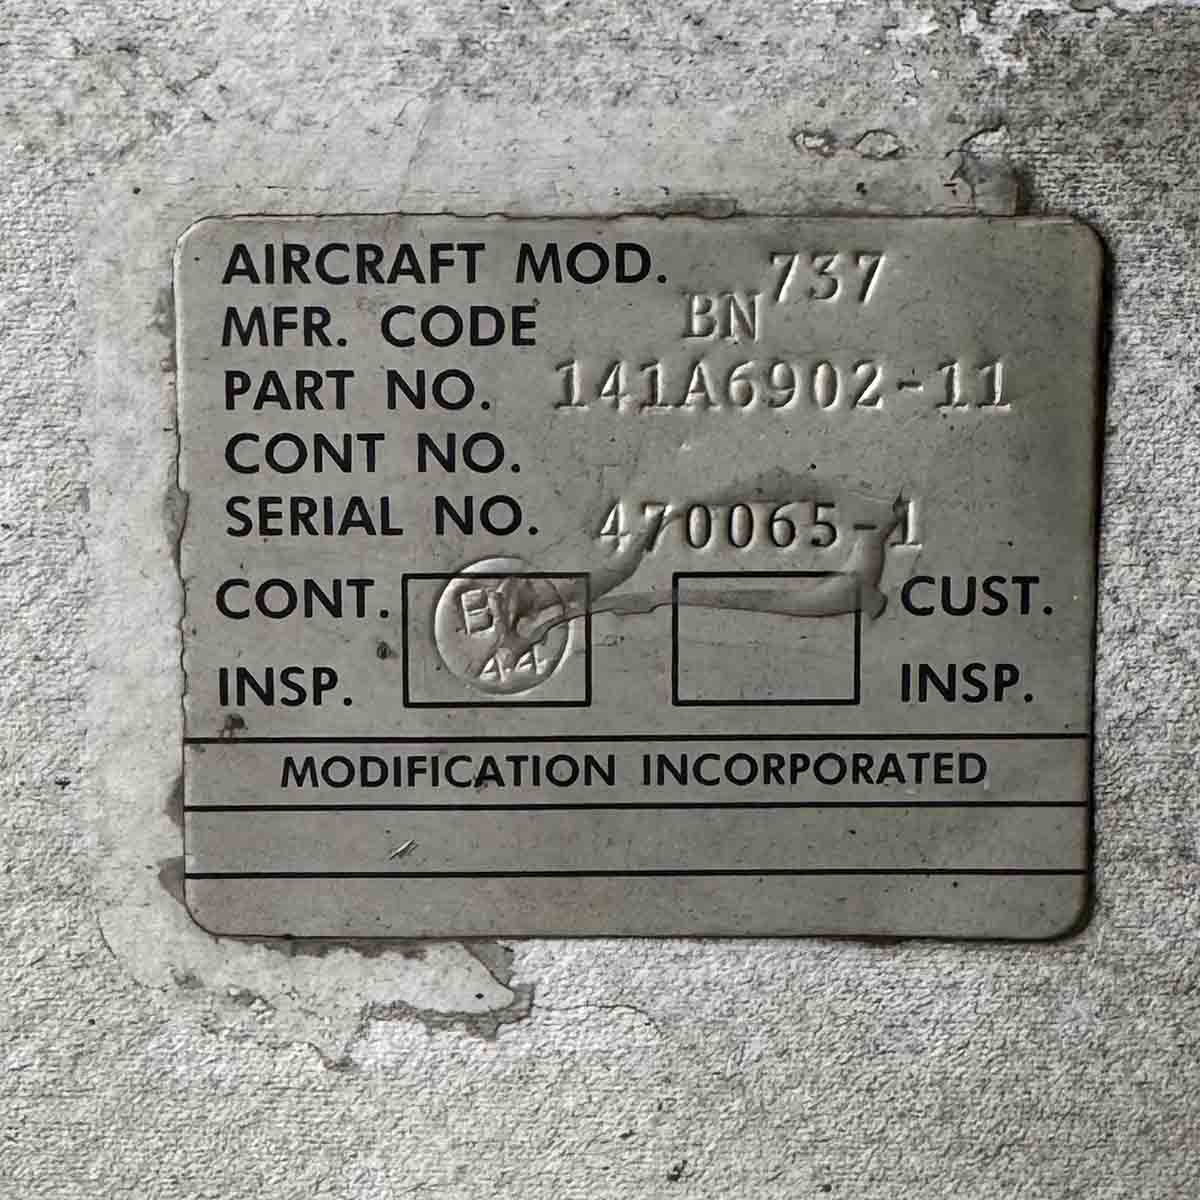 AIRCRAFT MOD. 737
MFR. CODE BN
PART NO. 141A6902-11
CONT NO.
SERIAL NO. 470065-1
CONT. CUST.
44
INSP. INSP.
MODIFICATION INCORPORATED